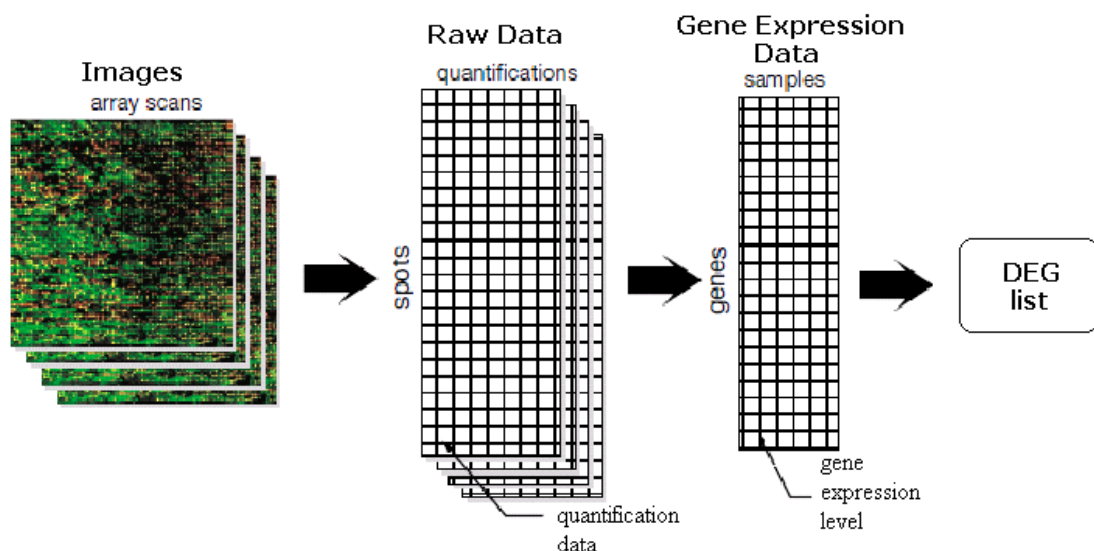 Images
array scans
Raw Data
quantifications
spots
quantification
data
Gene Expression
Data
samples
genes
gene
expression
level
DEG
list